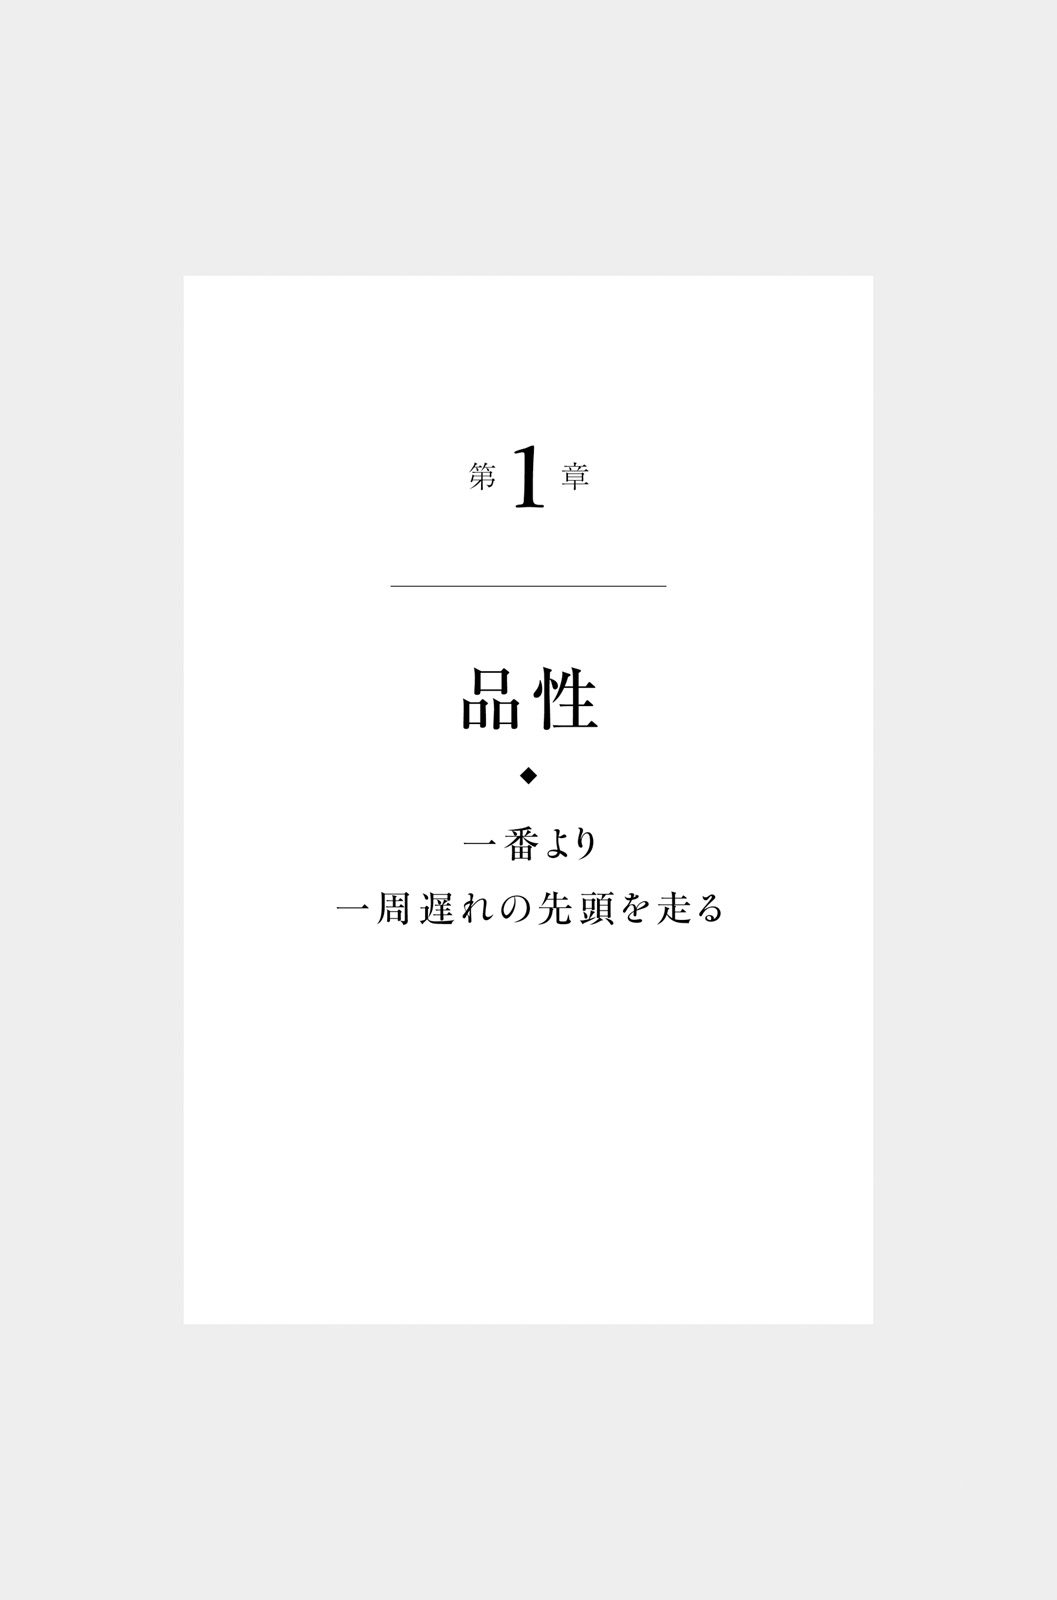 第1章
品性
◆
一番より
一周遅れの先頭を走る